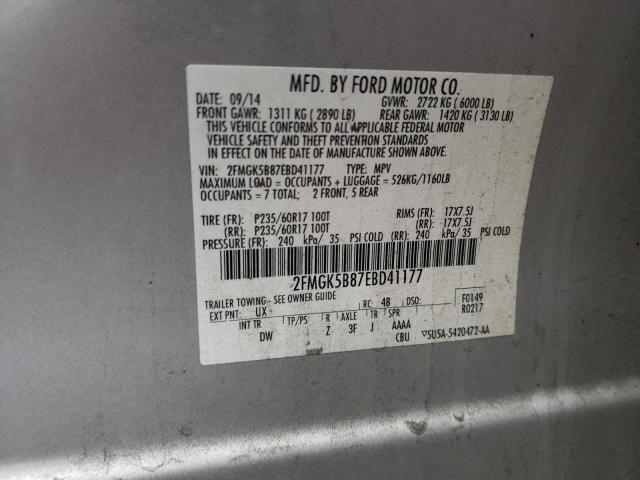 MFD. BY FORD MOTOR CO.
DATE: 09/14 GVWR: 2722 KG ( 6000 LB)
FRONT GAWR: 1311 KG ( 2890 LB) REAR GAWR: 1420 KG ( 3130 LB)
THIS VEHICLE CONFORMS TO ALL APPLICABLE FEDERAL MOTOR
VEHICLE SAFETY AND THEFT PREVENTION STANDARDS
IN EFFECT ON THE DATE OF MANUFACTURE SHOWN ABOVE.
VIN: 2FMGK5B87EBD41177 TYPE: MPV
MAXIMUM LOAD = OCCUPANTS + LUGGAGE = 526KG/1160LB
OCCUPANTS = 7 TOTAL; 2 FRONT, 5 REAR
TIRE (FR): P235/60R17 100T RIMS (FR): 17X7.5J
(RR): P235/60R17 100T (RR): 17X7.5J
PRESSURE (FR): 240 kPa/ 35 PSI COLD (RR): 240 kPa/ 35 PSI COLD
2FMGK5B87EBD41177
TRAILER TOWING - SEE OWNER GUIDE
EXT PNT: UX RC: 48 DSO: F0149
R0217
INT TR TP/PS R AXLE TR SPR
DW Z 3F J AAAA
CBU ▽5U5A-5420472-AA